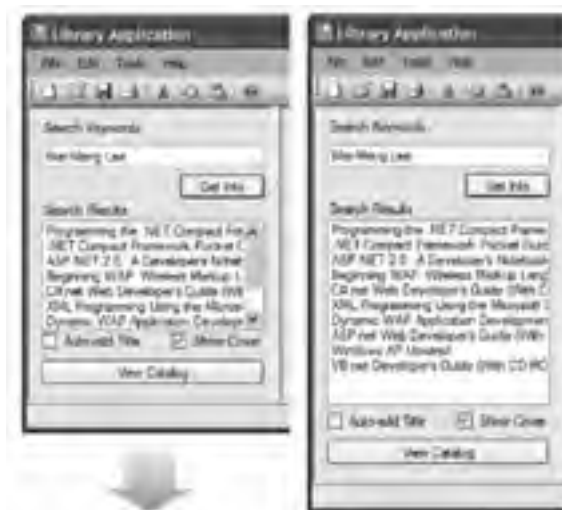 Library Application
File Edit Tools Help
Search Keywords
Wei-Meng Lee
Get Info
Search Results
Programming the .NET Compact Fra
.NET Compact Framework Pocket
ASP.NET 2.0: A Developer's Noteb
Beginning WAP: Wireless Markup L
C#.net Web Developer's Guide (Wit
XML Programming Using the Micros
Dynamic WAP Application Develop
Auto-add Title Show Cover
View Catalog
Library Application
File Edit Tools Help
Search Keywords
Wei-Meng Lee
Get Info
Search Results
Programming the .NET Compact Frame
.NET Compact Framework Pocket Guid
ASP.NET 2.0: A Developer's Notebook
Beginning WAP: Wireless Markup Lang
C#.net Web Developer's Guide (With C
XML Programming Using the Microsoft
Dynamic WAP Application Developmen
ASP.net Web Developer's Guide (With
Windows XP Unwired
VB.net Developer's Guide (With CD-RO
Auto-add Title Show Cover
View Catalog